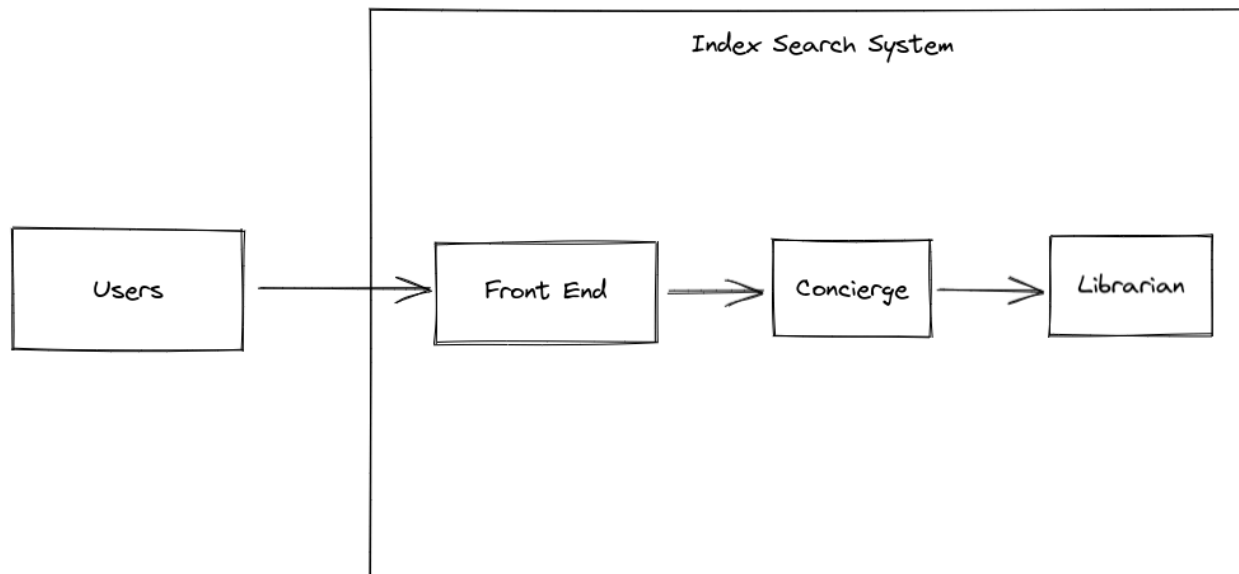 Index Search System
Users
Front End
Concierge
Librarian